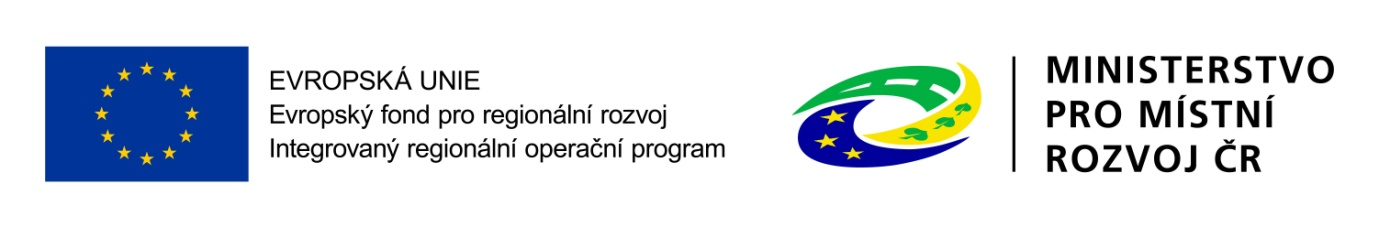 EVROPSKÁ UNIE
Evropský fond pro regionální rozvoj
Integrovaný regionální operační program
MINISTERSTVO
PRO MÍSTNÍ
ROZVOJ ČR